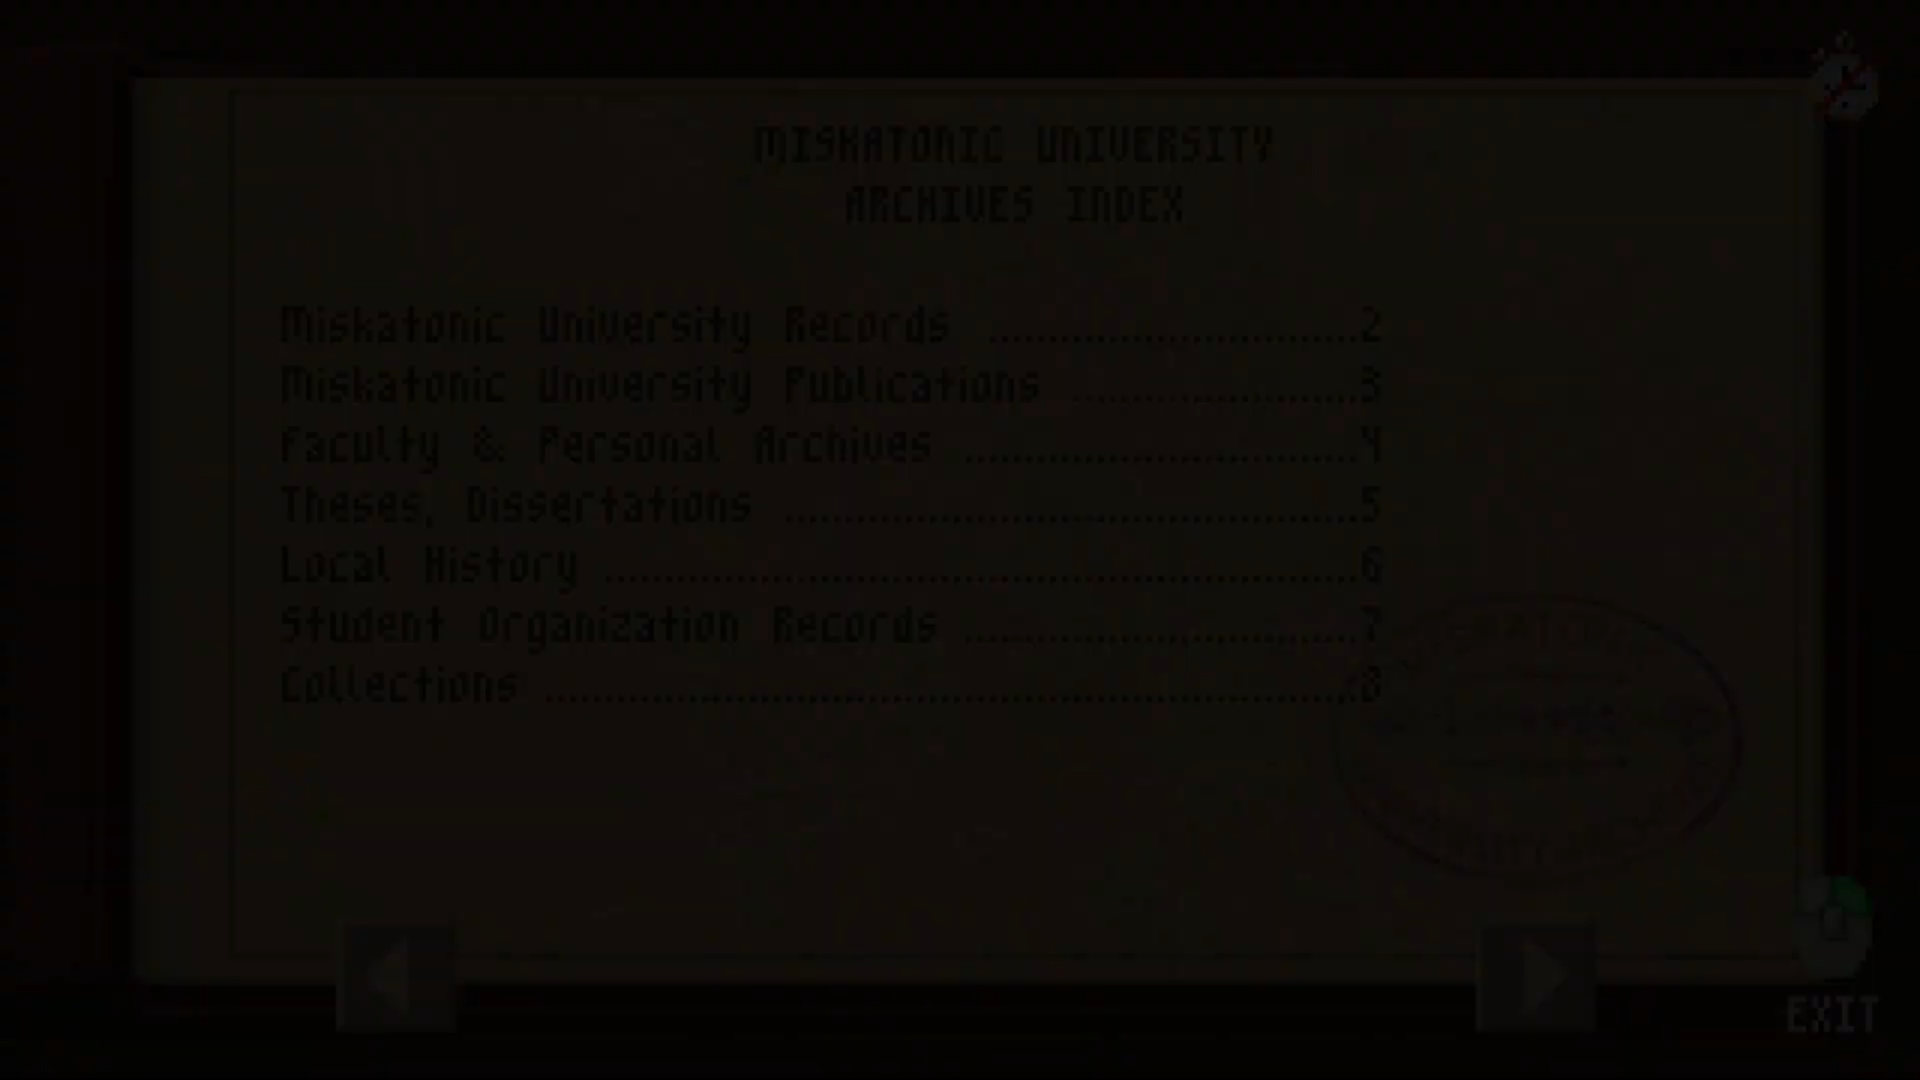 MISKATONIC UNIVERSITY
ARCHIVES INDEX
Miskatonic University Records ...............................2
Miskatonic University Publications ........................3
Faculty & Personal Archives .................................4
Theses, Dissertations ................................................5
Local History ...............................................................6
Student Organization Records .................................7
Collections ....................................................................8
EXIT